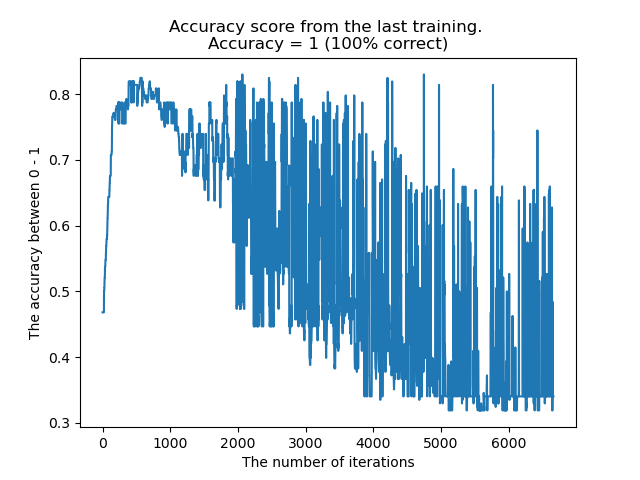 Accuracy score from the last training.
Accuracy = 1 (100% correct)
The accuracy between 0 - 1
0.8
0.7
0.6
0.5
0.4
0.3
0 1000 2000 3000 4000 5000 6000
The number of iterations